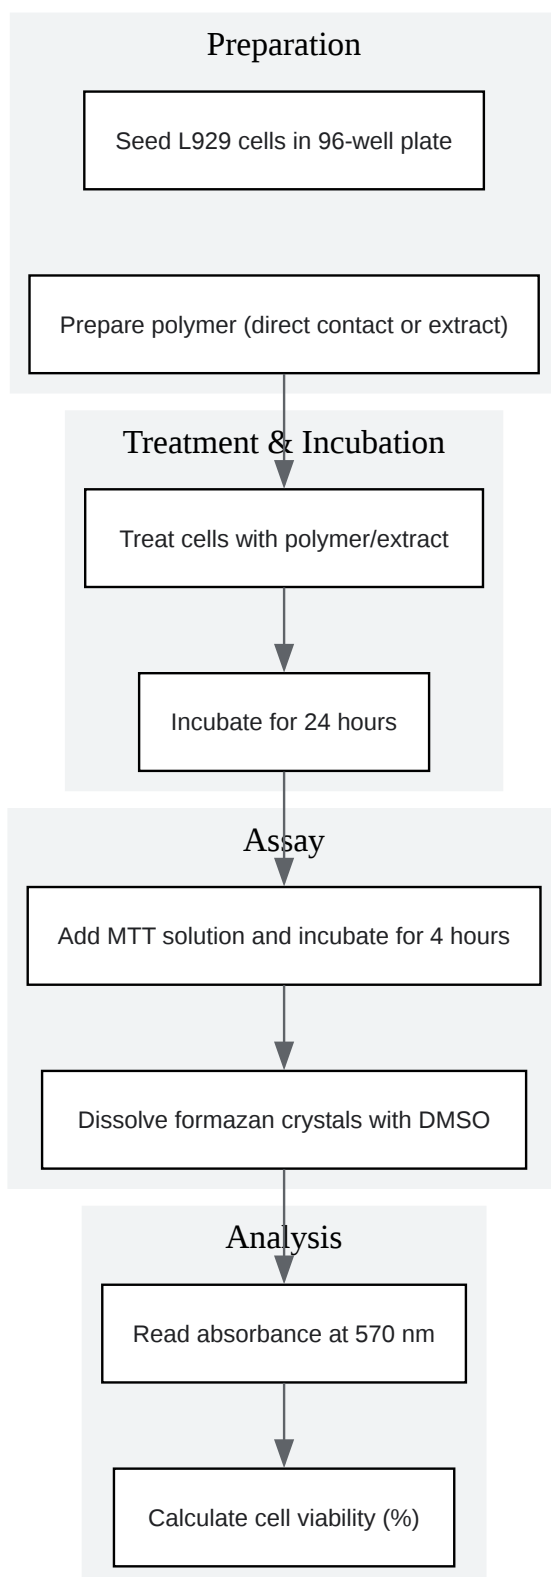 Preparation
Seed L929 cells in 96-well plate
Prepare polymer (direct contact or extract)
Treatment & Incubation
Treat cells with polymer/extract
Incubate for 24 hours
Assay
Add MTT solution and incubate for 4 hours
Dissolve formazan crystals with DMSO
Analysis
Read absorbance at 570 nm
Calculate cell viability (%)